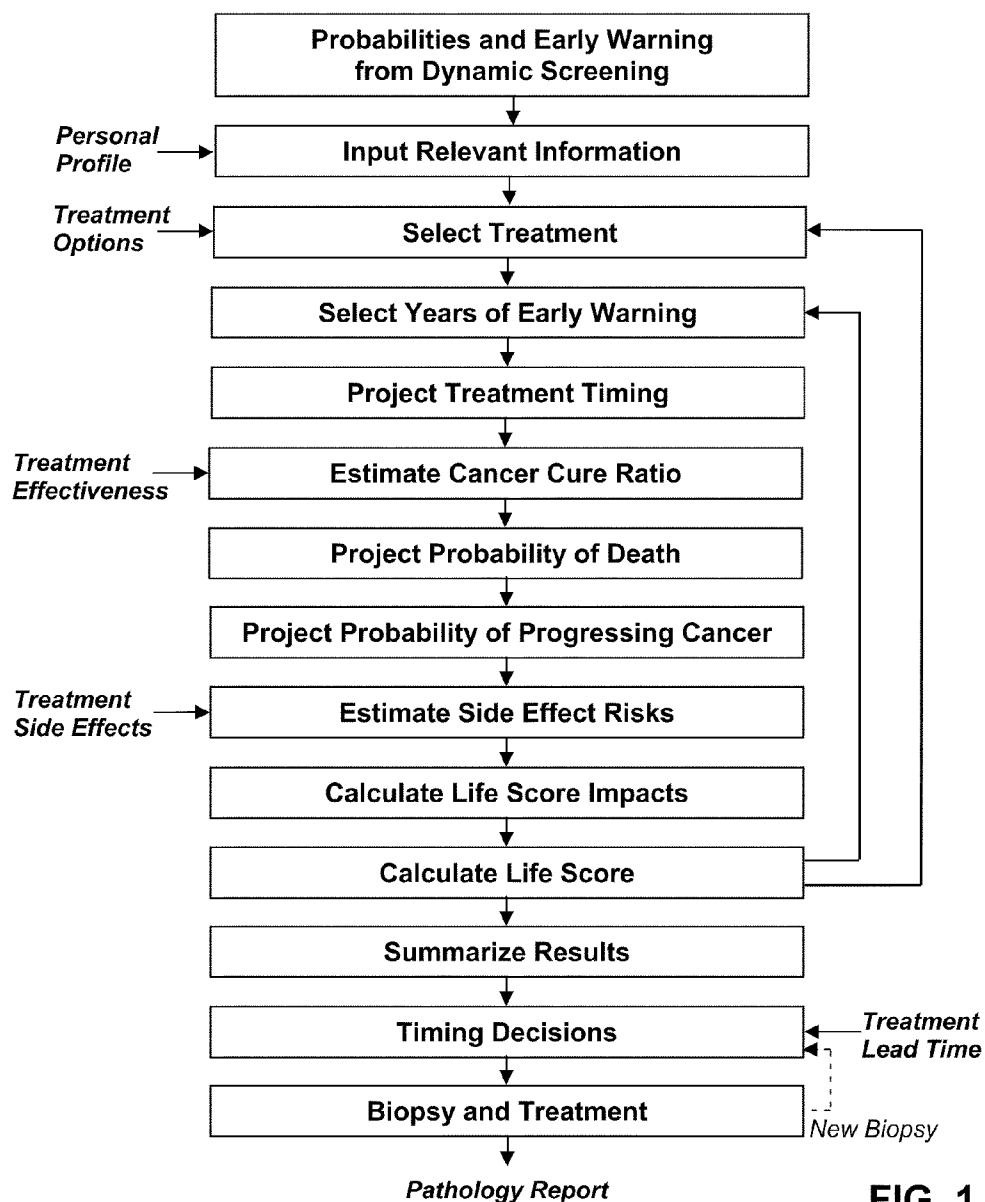 Probabilities and Early Warning
from Dynamic Screening
Personal
Profile
Input Relevant Information
Treatment
Options
Select Treatment
Select Years of Early Warning
Project Treatment Timing
Treatment
Effectiveness
Estimate Cancer Cure Ratio
Project Probability of Death
Project Probability of Progressing Cancer
Treatment
Side Effects
Estimate Side Effect Risks
Calculate Life Score Impacts
Calculate Life Score
Summarize Results
Timing Decisions
Treatment
Lead Time
Biopsy and Treatment
New Biopsy
Pathology Report
FIG. 1